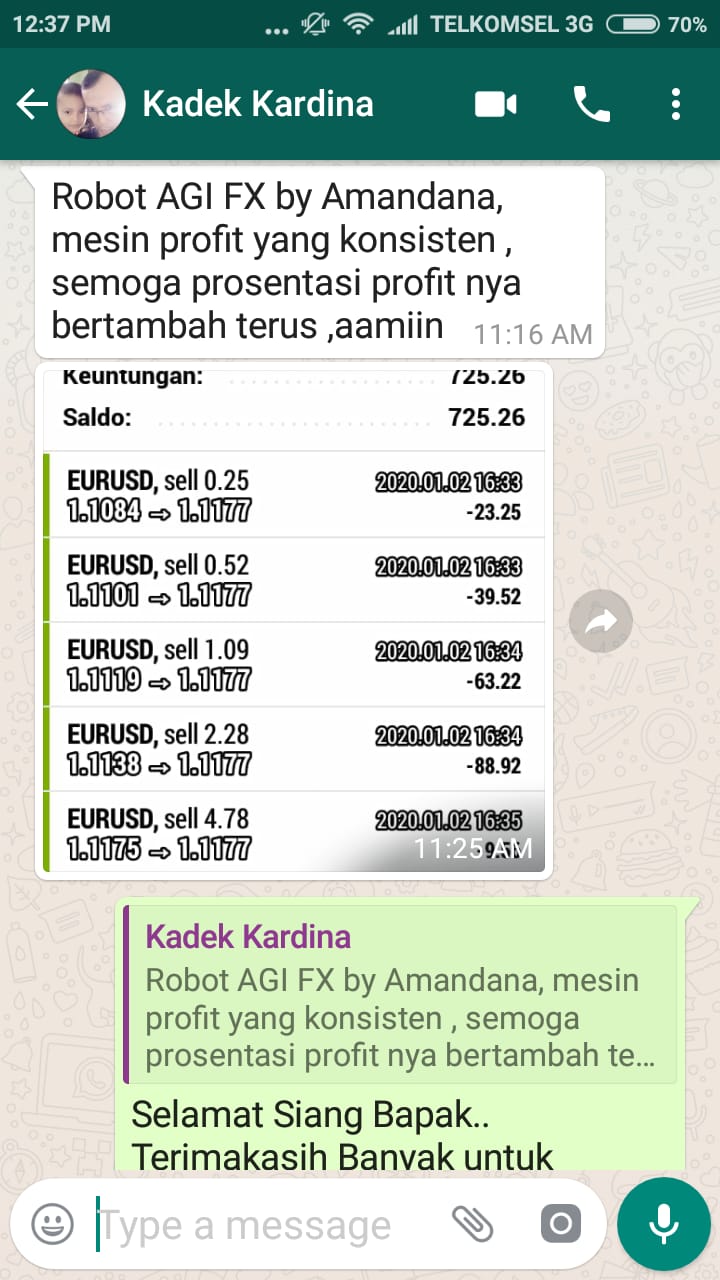 12:37 PM
TELKOMSEL 3G
70%
Kadek Kardina
Robot AGI FX by Amandana,
mesin profit yang konsisten ,
semoga prosentasi profit nya
bertambah terus ,aamiin
11:16 AM
Keuntungan: 725.26
Saldo: 725.26
EURUSD, sell 0.25 2020.01.02 16:33
1.1084 → 1.1177 -23.25
EURUSD, sell 0.52 2020.01.02 16:33
1.1101 → 1.1177 -39.52
EURUSD, sell 1.09 2020.01.02 16:34
1.1119 → 1.1177 -63.22
EURUSD, sell 2.28 2020.01.02 16:34
1.1138 → 1.1177 -88.92
EURUSD, sell 4.78 2020.01.02 16:35
1.1175 → 1.1177
11:25 AM
Kadek Kardina
Robot AGI FX by Amandana, mesin
profit yang konsisten , semoga
prosentasi profit nya bertambah te...
Selamat Siang Bapak..
Terimakasih Banyak untuk
Type a message